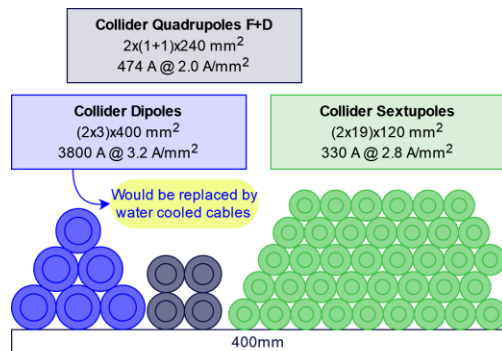 Collider Quadrupoles F+D
2x(1+1)x240 mm²
474 A @ 2.0 A/mm²
Collider Dipoles
(2x3)x400 mm²
3800 A @ 3.2 A/mm²
Collider Sextupoles
(2x19)x120 mm²
330 A @ 2.8 A/mm²
Would be replaced by
water cooled cables
400mm